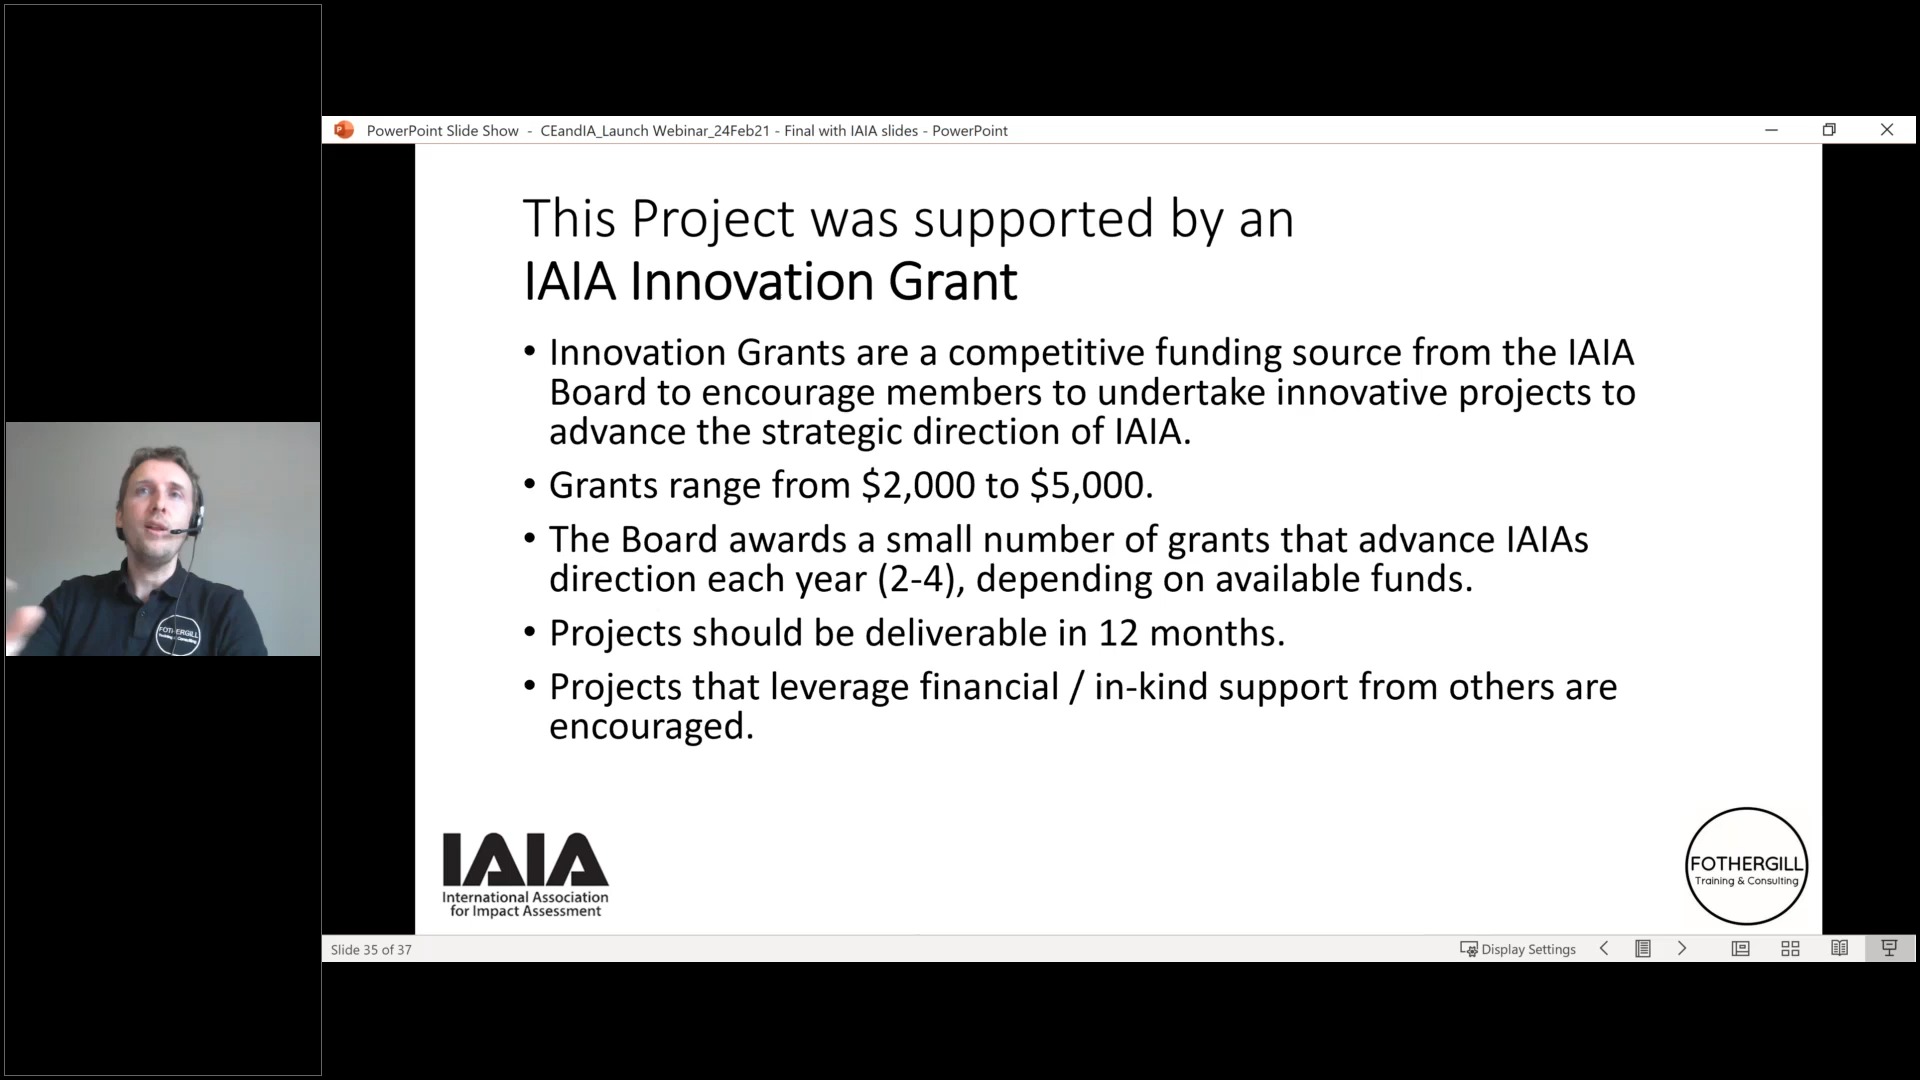 PowerPoint Slide Show - CEandIA_Launch Webinar_24Feb21 - Final with IAIA slides - PowerPoint
This Project was supported by an
IAIA Innovation Grant
• Innovation Grants are a competitive funding source from the IAIA
Board to encourage members to undertake innovative projects to
advance the strategic direction of IAIA.
• Grants range from $2,000 to $5,000.
• The Board awards a small number of grants that advance IAIAs
direction each year (2-4), depending on available funds.
• Projects should be deliverable in 12 months.
• Projects that leverage financial / in-kind support from others are
encouraged.
FOTHERGILL
Training & Consulting
IAIA
International Association
for Impact Assessment
FOTHERGILL
Training & Consulting
Slide 35 of 37
Display Settings